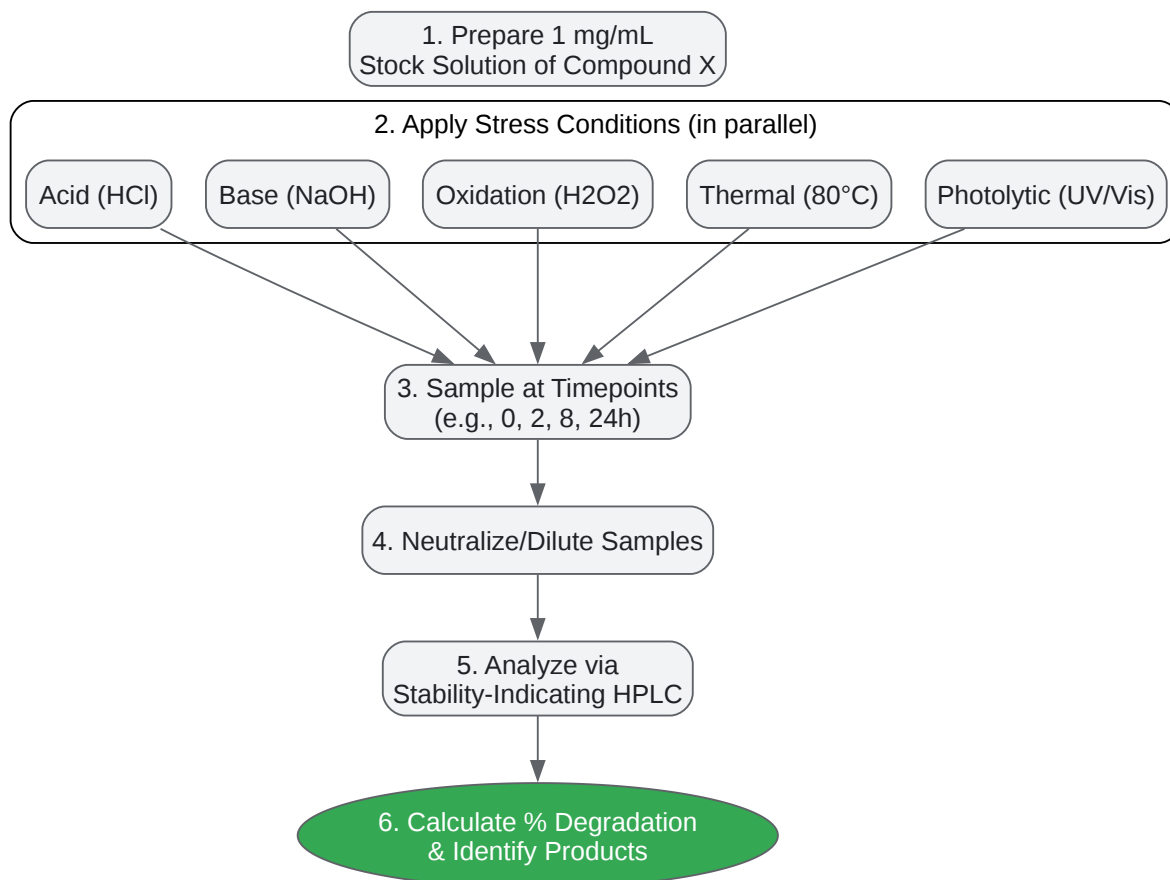 1. Prepare 1 mg/mL
Stock Solution of Compound X
2. Apply Stress Conditions (in parallel)
Acid (HCl)
Base (NaOH)
Oxidation (H2O2)
Thermal (80°C)
Photolytic (UV/Vis)
3. Sample at Timepoints
(e.g., 0, 2, 8, 24h)
4. Neutralize/Dilute Samples
5. Analyze via
Stability-Indicating HPLC
6. Calculate % Degradation
& Identify Products